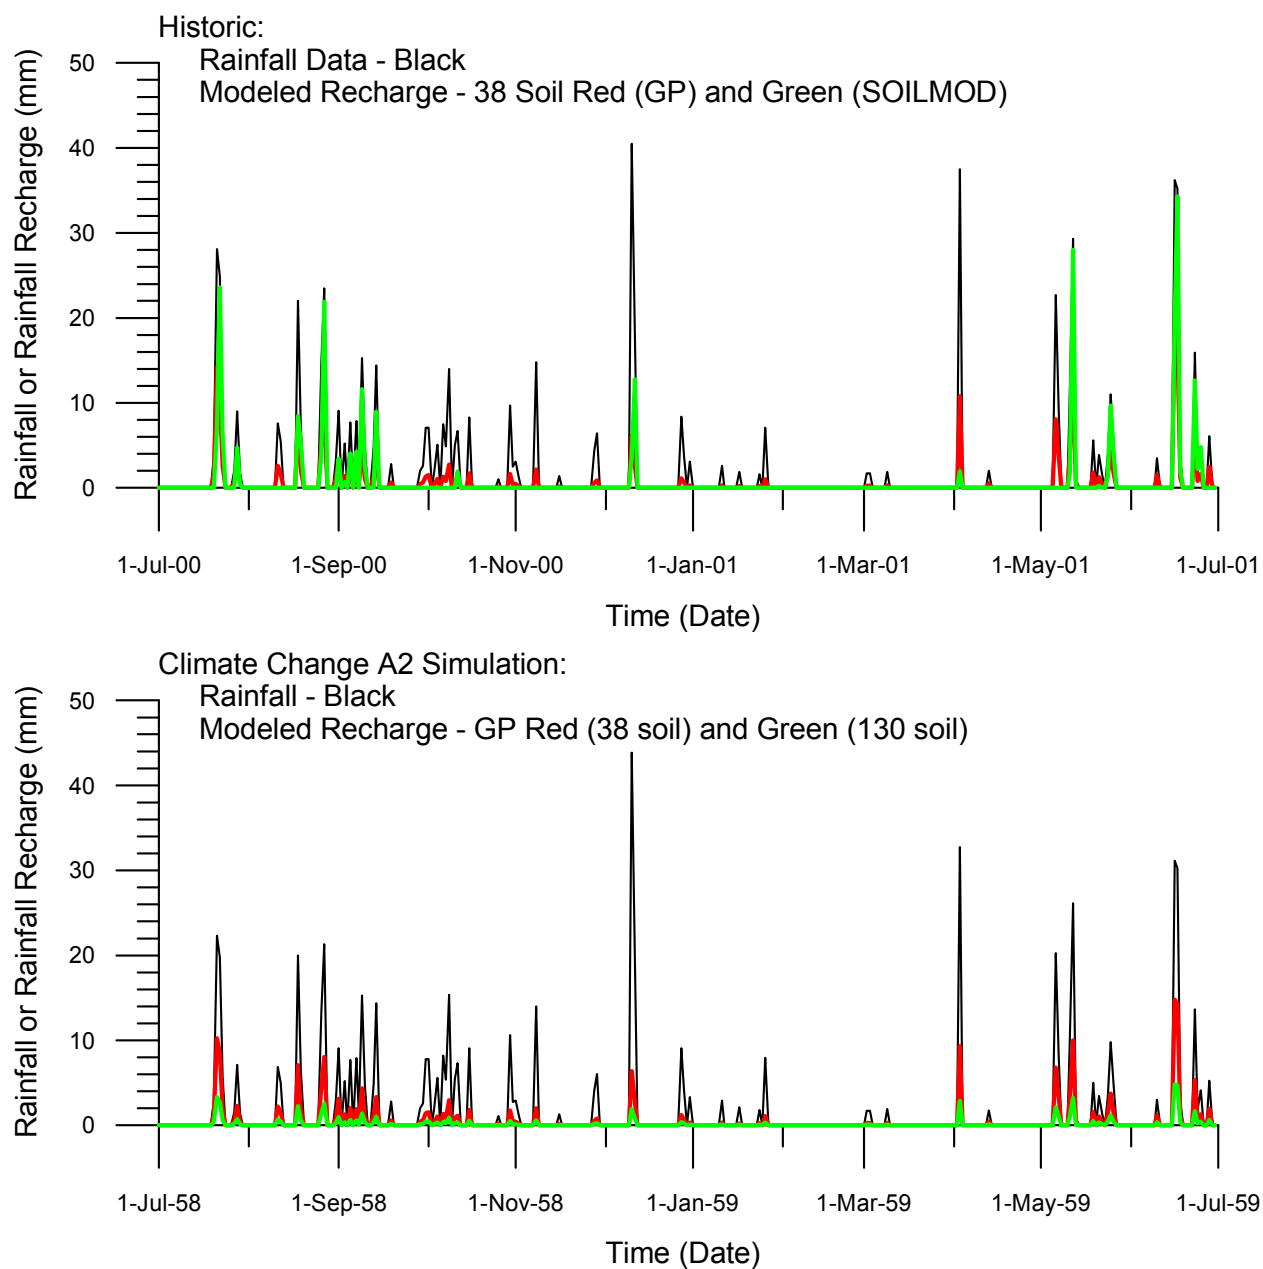 Historic:
Rainfall Data - Black
Modeled Recharge - 38 Soil Red (GP) and Green (SOILMOD)
Rainfall or Rainfall Recharge (mm)
50
40
30
20
10
0
1-Jul-00 1-Sep-00 1-Nov-00 1-Jan-01 1-Mar-01 1-May-01 1-Jul-01
Time (Date)
Climate Change A2 Simulation:
Rainfall - Black
Modeled Recharge - GP Red (38 soil) and Green (130 soil)
Rainfall or Rainfall Recharge (mm)
50
40
30
20
10
0
1-Jul-58 1-Sep-58 1-Nov-58 1-Jan-59 1-Mar-59 1-May-59 1-Jul-59
Time (Date)